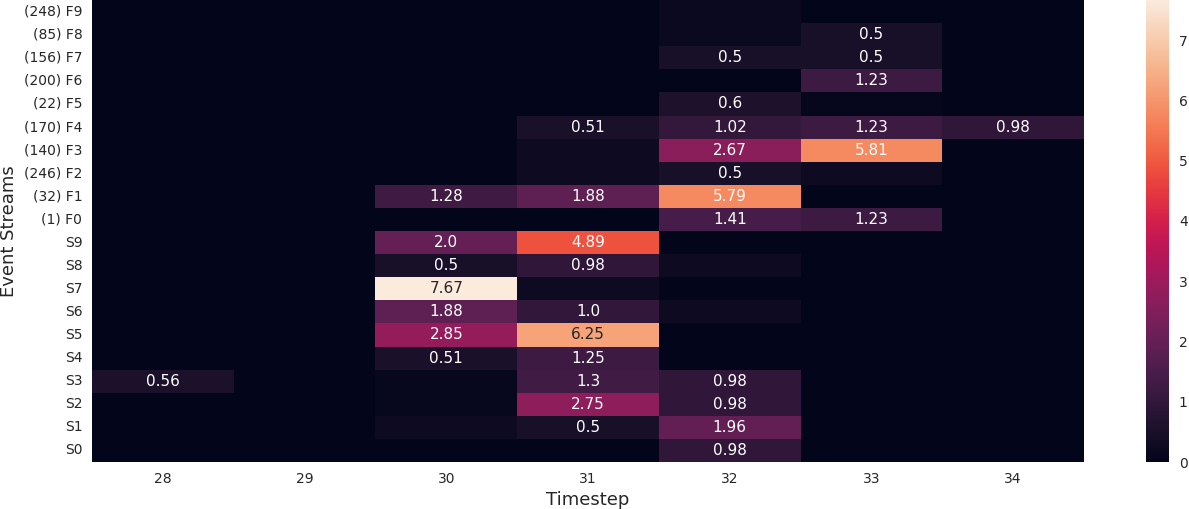 (248) F9
(85) F8 0.5
(156) F7 0.5 0.5
(200) F6 1.23
(22) F5 0.6
(170) F4 0.51 1.02 1.23 0.98
(140) F3 2.67 5.81
(246) F2 0.5
(32) F1 1.28 1.88 5.79
(1) F0 1.41 1.23
S9 2.0 4.89
S8 0.5 0.98
S7 7.67
S6 1.88 1.0
S5 2.85 6.25
S4 0.51 1.25
S3 0.56 1.3 0.98
S2 2.75 0.98
S1 0.5 1.96
S0 0.98
28 29 30 31 32 33 34
Timestep
Event Streams
7
6
5
4
3
2
1
0